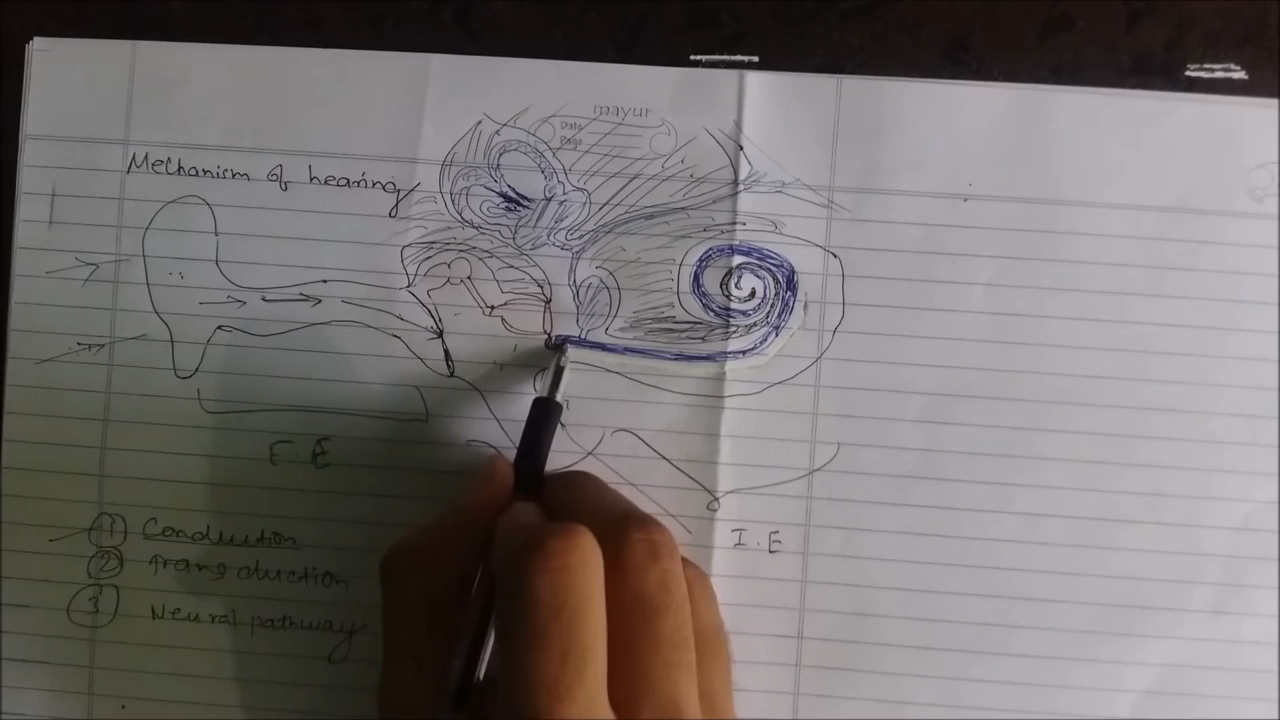 mayur
Date
Page
Mechanism of hearing
E.E
I.E
1 Conduction
2 Transduction
3 Neural pathway